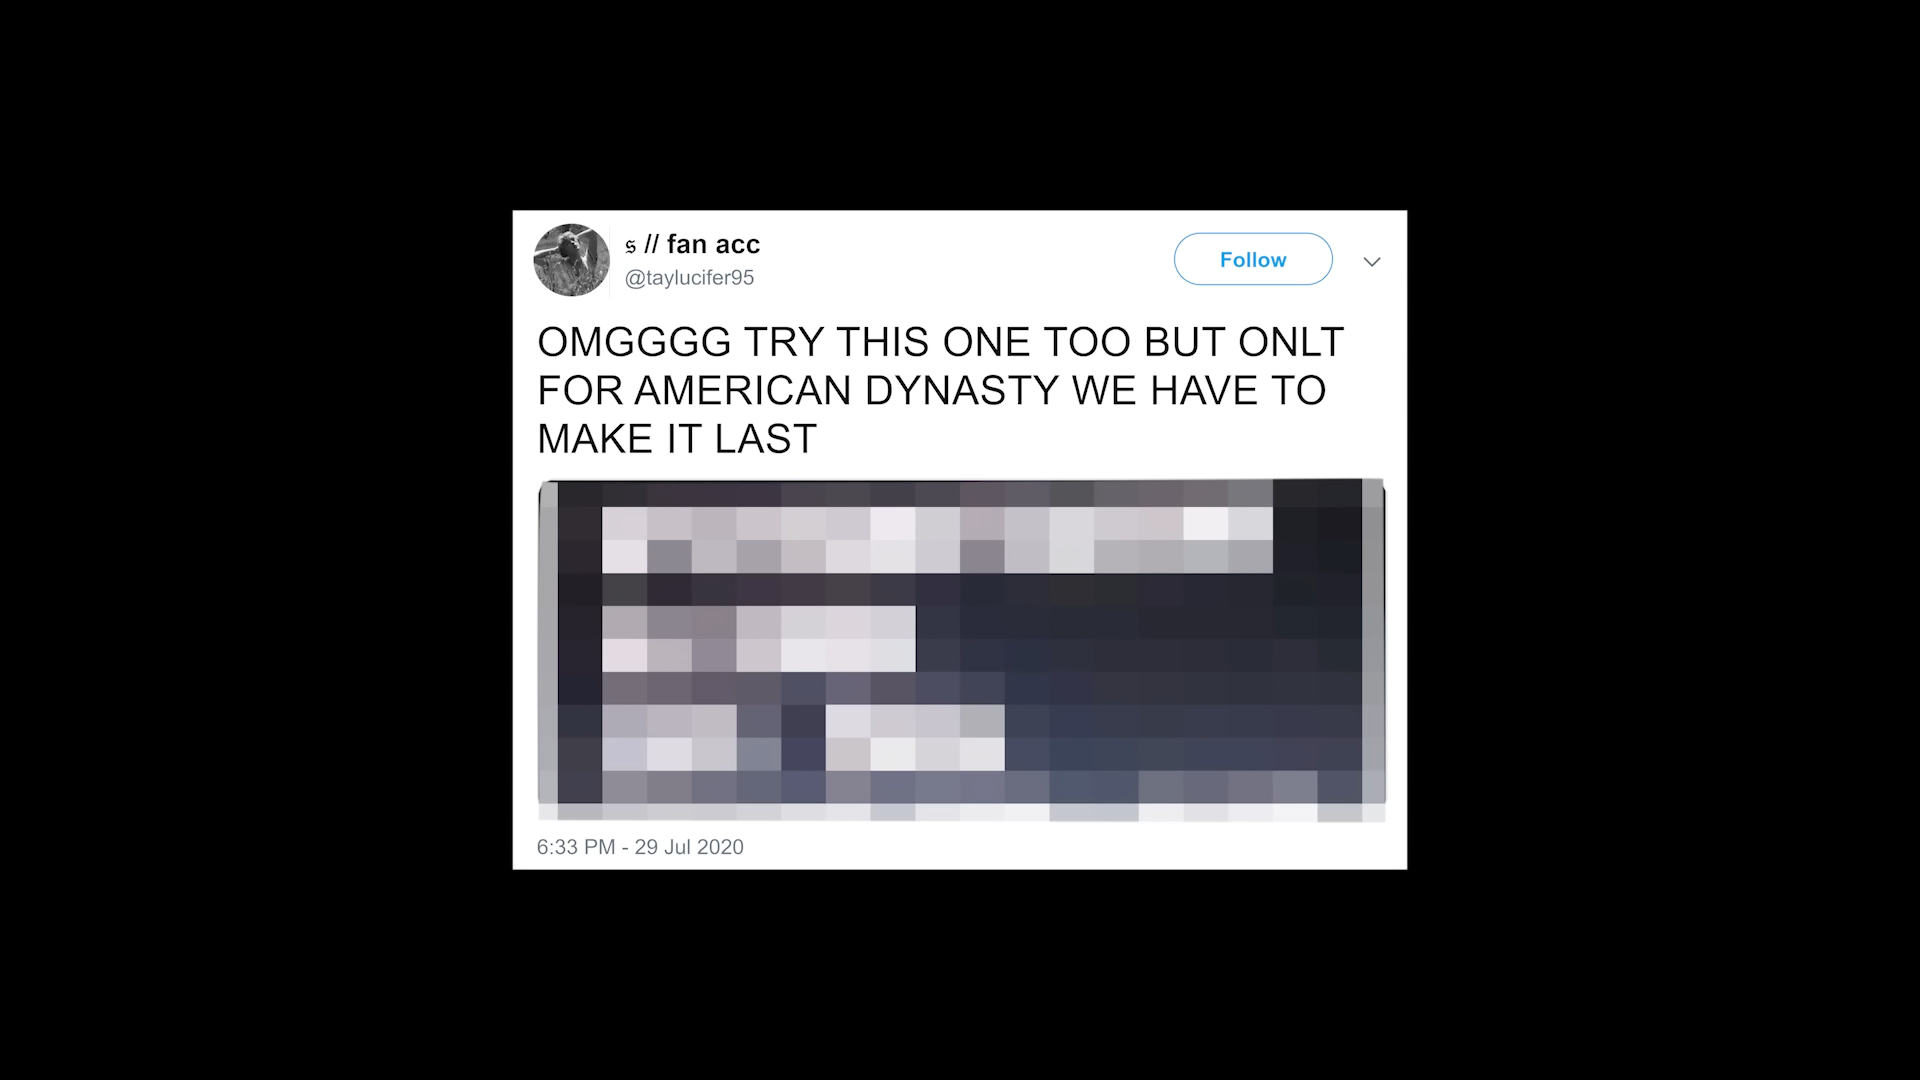 𝔰 // fan acc
@taylucifer95
Follow
OMGGGG TRY THIS ONE TOO BUT ONLT
FOR AMERICAN DYNASTY WE HAVE TO
MAKE IT LAST
6:33 PM - 29 Jul 2020